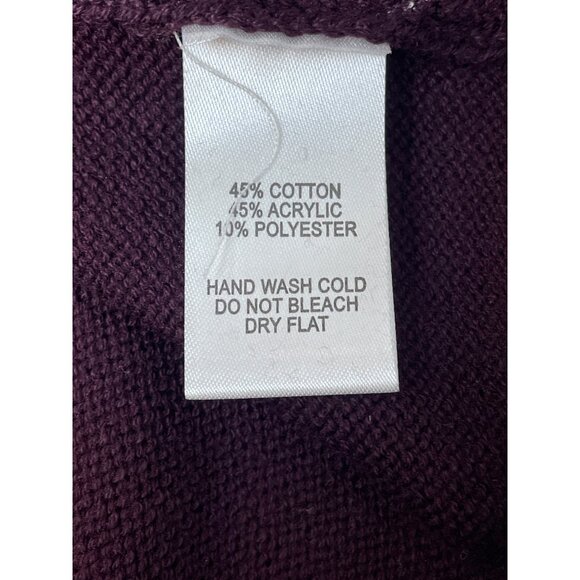 45% COTTON
45% ACRYLIC
10% POLYESTER
HAND WASH COLD
DO NOT BLEACH
DRY FLAT